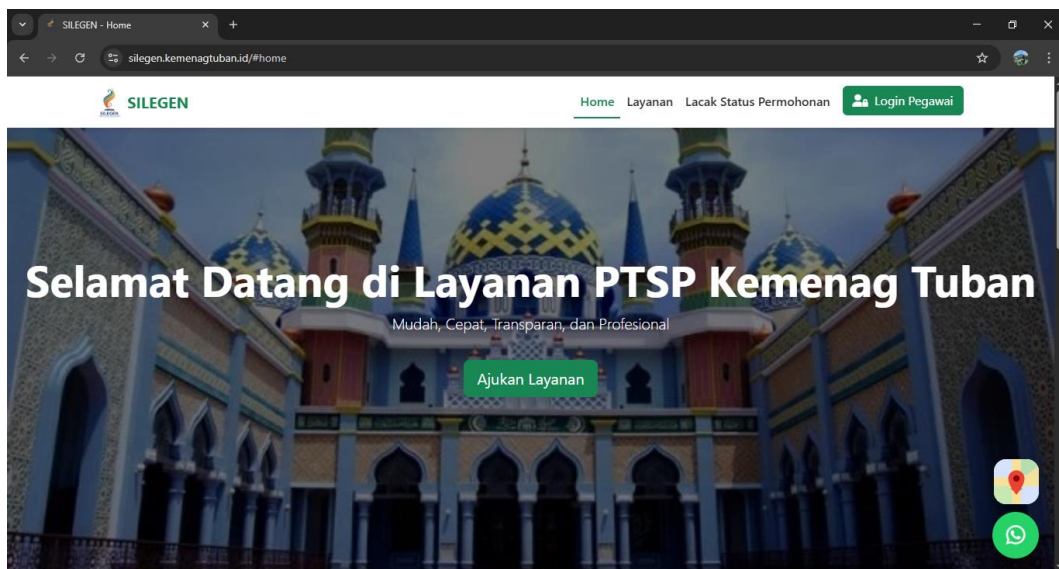 SILEGEN - Home
silegen.kemenagtuban.id/#home
SILEGEN
Home Layanan Lacak Status Permohonan Login Pegawai
Selamat Datang di Layanan PTSP Kemenag Tuban
Mudah, Cepat, Transparan, dan Profesional
Ajukan Layanan